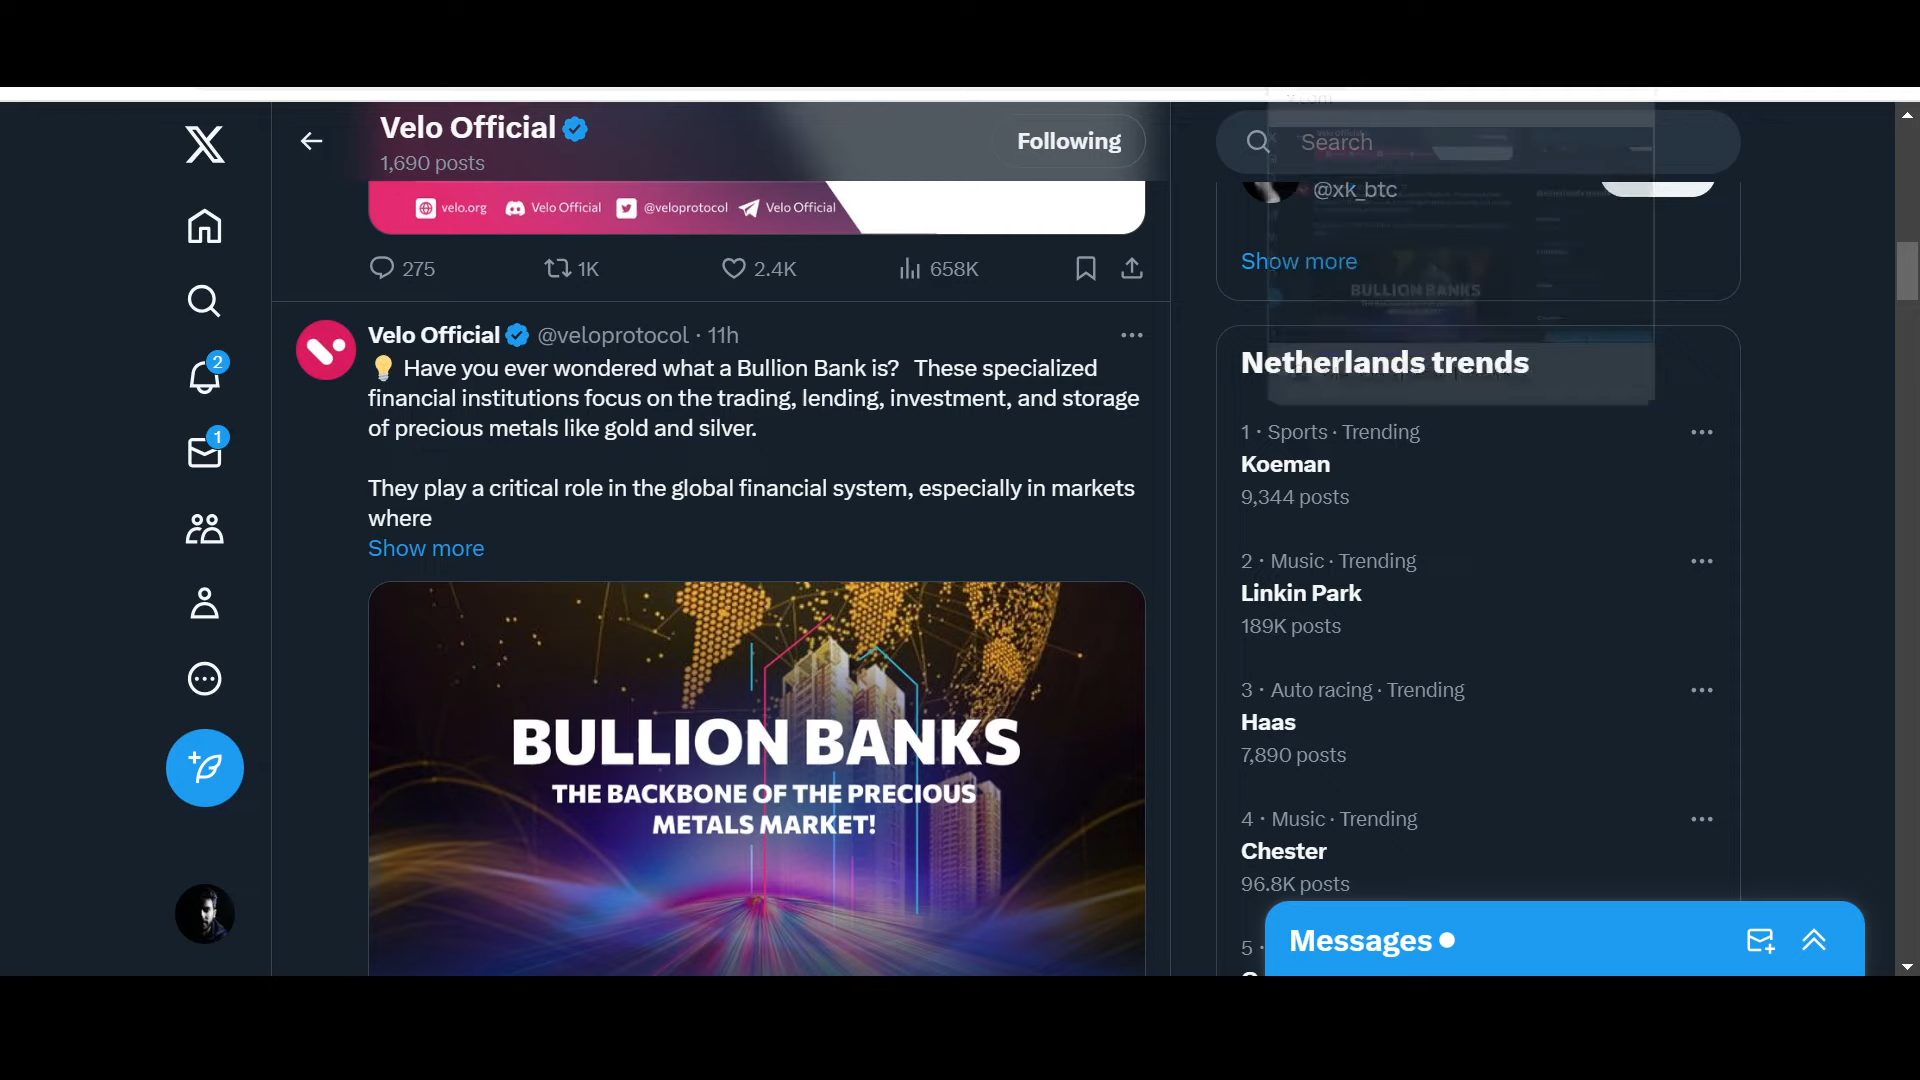 Velo Official
1,690 posts
Following
Search
velo.org Velo Official @veloprotocol Velo Official
@xk_btc
275 1K 2.4K 658K
Show more
2
1
Velo Official @veloprotocol · 11h
Have you ever wondered what a Bullion Bank is? These specialized
financial institutions focus on the trading, lending, investment, and storage
of precious metals like gold and silver.
They play a critical role in the global financial system, especially in markets
where
Show more
BULLION BANKS
THE BACKBONE OF THE PRECIOUS
METALS MARKET!
Netherlands trends
1 · Sports · Trending
Koeman
9,344 posts
2 · Music · Trending
Linkin Park
189K posts
3 · Auto racing · Trending
Haas
7,890 posts
4 · Music · Trending
Chester
96.8K posts
5 ·
Messages